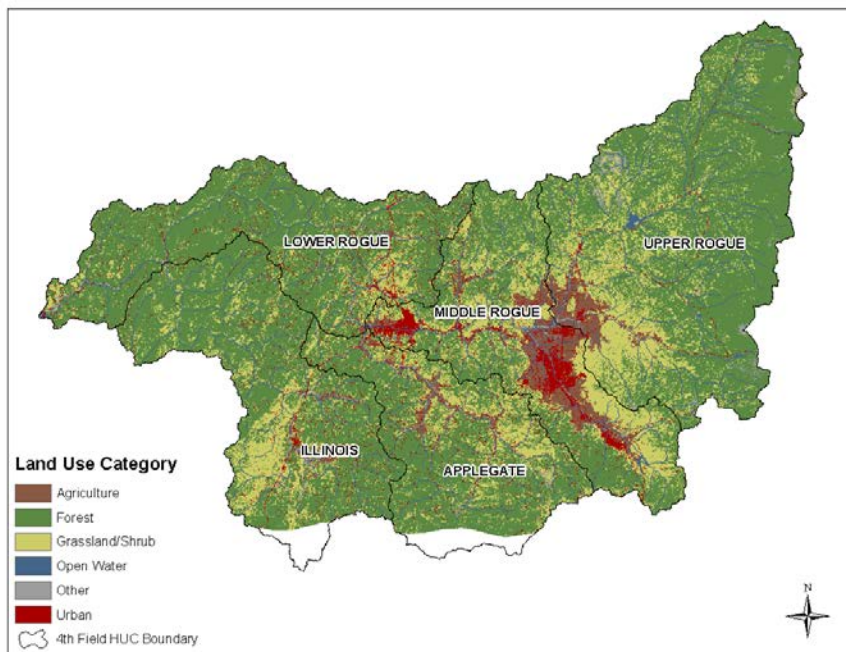 LOWER ROGUE
UPPER ROGUE
MIDDLE ROGUE
ILLINOIS
APPLEGATE
Land Use Category
Agriculture
Forest
Grassland/Shrub
Open Water
Other
Urban
4th Field HUC Boundary
N